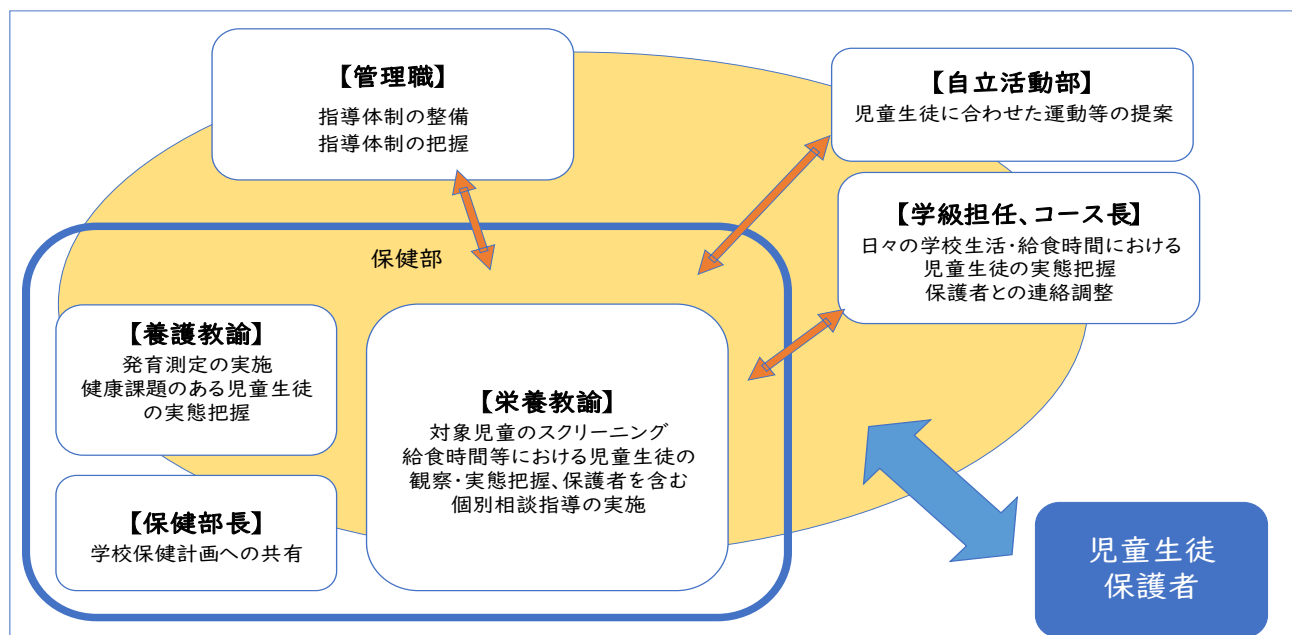 【管理職】
指導体制の整備
指導体制の把握
【自立活動部】
児童生徒に合わせた運動等の提案
【学級担任、コース長】
日々の学校生活・給食時間における
児童生徒の実態把握
保護者との連絡調整
保健部
【養護教諭】
発育測定の実施
健康課題のある児童生徒
の実態把握
【栄養教諭】
対象児童のスクリーニング
給食時間等における児童生徒の
観察・実態把握、保護者を含む
個別相談指導の実施
【保健部長】
学校保健計画への共有
児童生徒
保護者